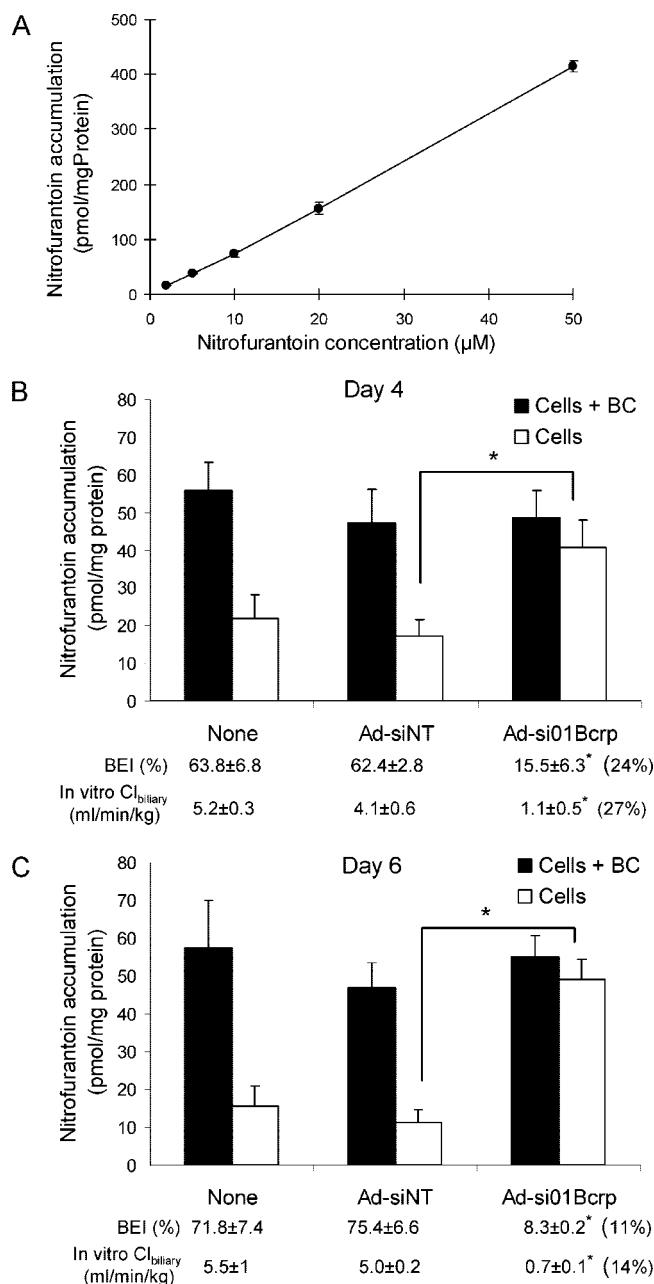 A
Nitrofurantoin accumulation
(pmol/mgProtein)
500
400
300
200
100
0
0 10 20 30 40 50
Nitrofurantoin concentration (µM)
B
Day 4
Cells + BC
Cells
*
Nitrofurantoin accumulation
(pmol/mg protein)
80
70
60
50
40
30
20
10
0
None Ad-siNT Ad-si01Bcrp
BEI (%) 63.8±6.8 62.4±2.8 15.5±6.3* (24%)
In vitro Clbiliary
(ml/min/kg) 5.2±0.3 4.1±0.6 1.1±0.5* (27%)
C
Day 6
Cells + BC
Cells
*
Nitrofurantoin accumulation
(pmol/mg protein)
80
70
60
50
40
30
20
10
0
None Ad-siNT Ad-si01Bcrp
BEI (%) 71.8±7.4 75.4±6.6 8.3±0.2* (11%)
In vitro Clbiliary
(ml/min/kg) 5.5±1 5.0±0.2 0.7±0.1* (14%)